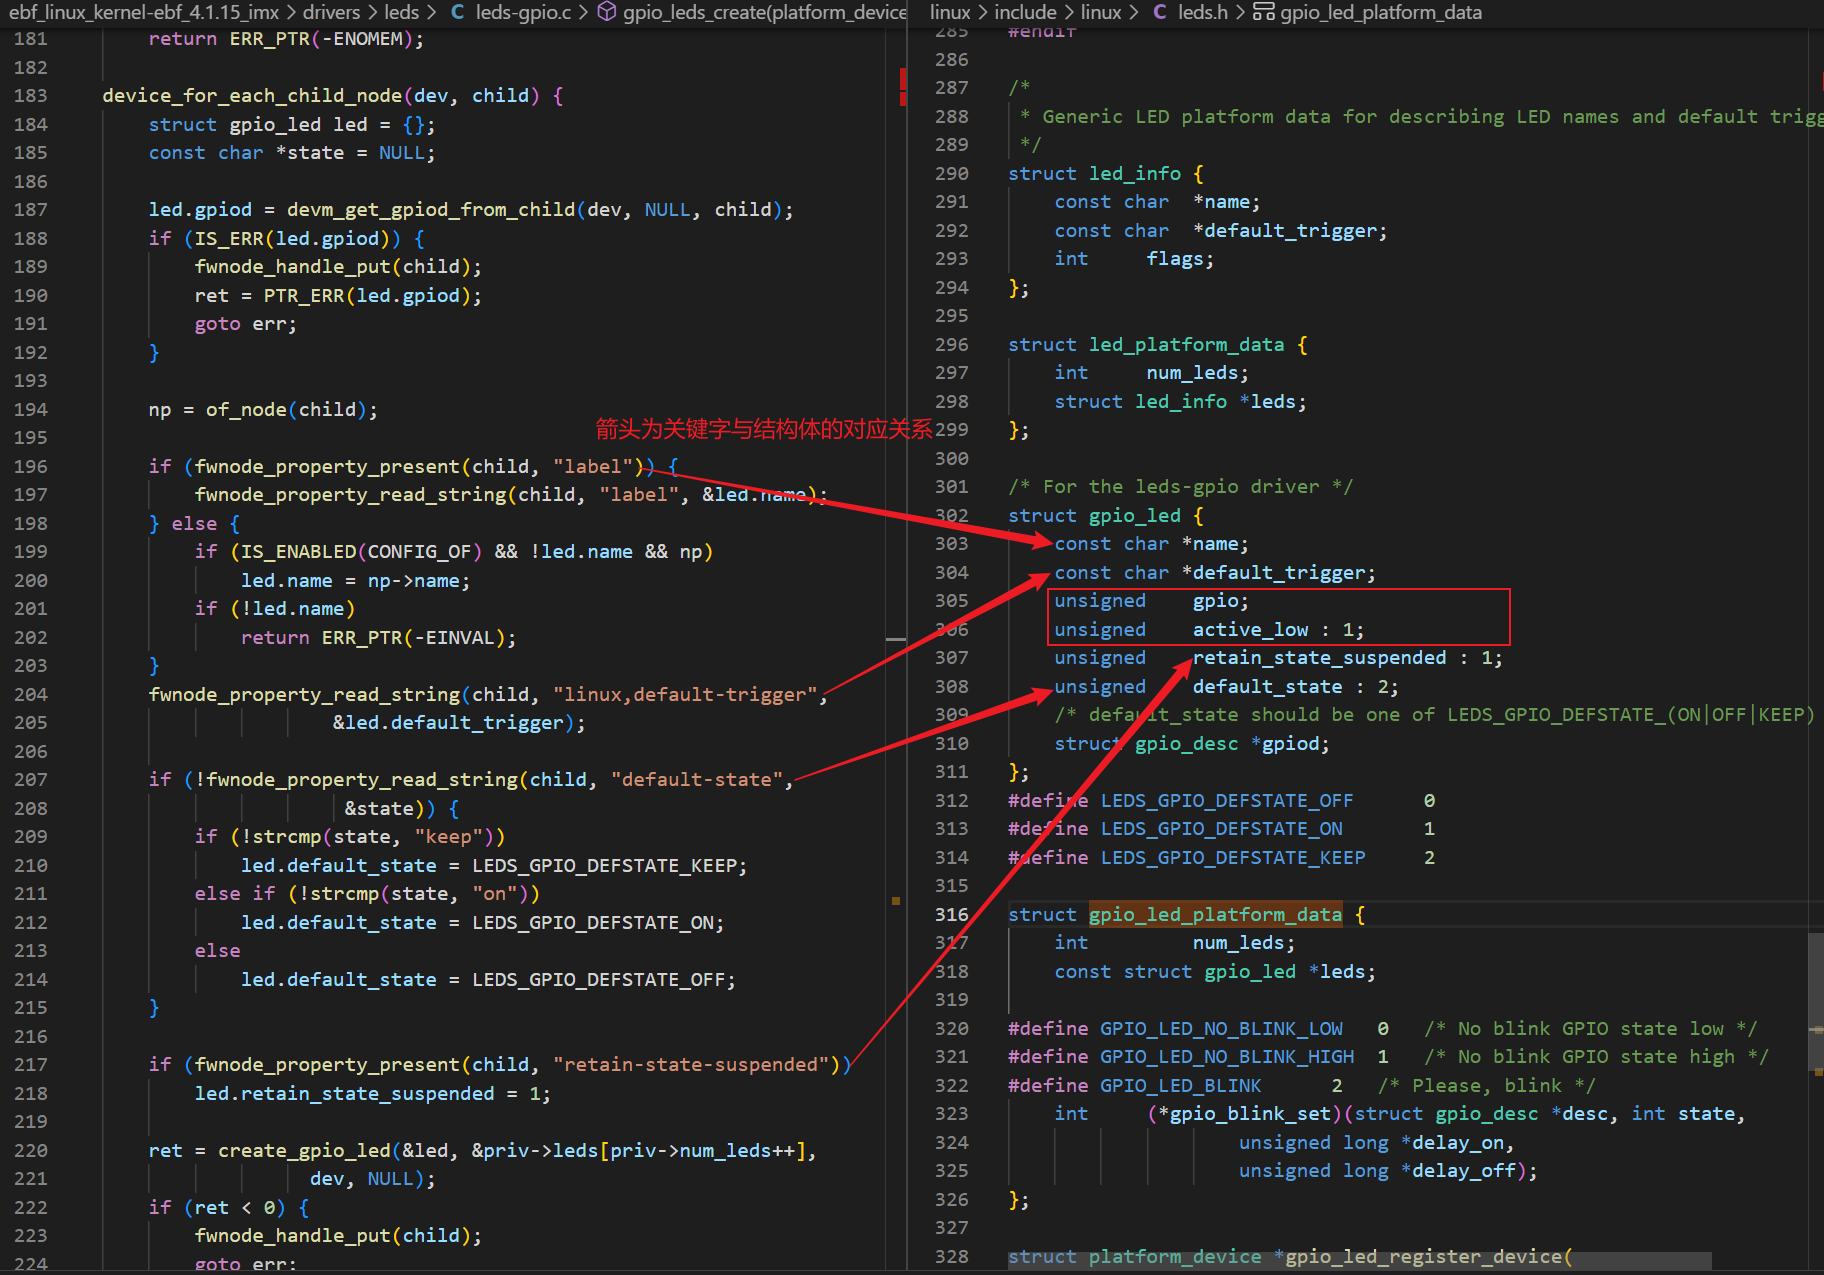 ebf_linux_kernel-ebf_4.1.15_imx > drivers > leds > C leds-gpio.c > gpio_leds_create(platform_device
181 return ERR_PTR(-ENOMEM);
182
183 device_for_each_child_node(dev, child) {
184 struct gpio_led led = {};
185 const char *state = NULL;
186
187 led.gpiod = devm_get_gpiod_from_child(dev, NULL, child);
188 if (IS_ERR(led.gpiod)) {
189 fwnode_handle_put(child);
190 ret = PTR_ERR(led.gpiod);
191 goto err;
192 }
193
194 np = of_node(child);
195
196 if (fwnode_property_present(child, "label")) {
197 fwnode_property_read_string(child, "label", &led.name);
198 } else {
199 if (IS_ENABLED(CONFIG_OF) && !led.name && np)
200 led.name = np->name;
201 if (!led.name)
202 return ERR_PTR(-EINVAL);
203 }
204 fwnode_property_read_string(child, "linux,default-trigger",
205 &led.default_trigger);
206
207 if (!fwnode_property_read_string(child, "default-state",
208 &state)) {
209 if (!strcmp(state, "keep"))
210 led.default_state = LEDS_GPIO_DEFSTATE_KEEP;
211 else if (!strcmp(state, "on"))
212 led.default_state = LEDS_GPIO_DEFSTATE_ON;
213 else
214 led.default_state = LEDS_GPIO_DEFSTATE_OFF;
215 }
216
217 if (fwnode_property_present(child, "retain-state-suspended"))
218 led.retain_state_suspended = 1;
219
220 ret = create_gpio_led(&led, &priv->leds[priv->num_leds++],
221 dev, NULL);
222 if (ret < 0) {
223 fwnode_handle_put(child);
224 goto err;
箭头为关键字与结构体的对应关系
linux > include > linux > C leds.h > gpio_led_platform_data
285 #endif
286
287 /*
288 * Generic LED platform data for describing LED names and default trigg
289 */
290 struct led_info {
291 const char *name;
292 const char *default_trigger;
293 int flags;
294 };
295
296 struct led_platform_data {
297 int num_leds;
298 struct led_info *leds;
299 };
300
301 /* For the leds-gpio driver */
302 struct gpio_led {
303 const char *name;
304 const char *default_trigger;
305 unsigned gpio;
306 unsigned active_low : 1;
307 unsigned retain_state_suspended : 1;
308 unsigned default_state : 2;
309 /* default_state should be one of LEDS_GPIO_DEFSTATE_(ON|OFF|KEEP)
310 struct gpio_desc *gpiod;
311 };
312 #define LEDS_GPIO_DEFSTATE_OFF 0
313 #define LEDS_GPIO_DEFSTATE_ON 1
314 #define LEDS_GPIO_DEFSTATE_KEEP 2
315
316 struct gpio_led_platform_data {
317 int num_leds;
318 const struct gpio_led *leds;
319
320 #define GPIO_LED_NO_BLINK_LOW 0 /* No blink GPIO state low */
321 #define GPIO_LED_NO_BLINK_HIGH 1 /* No blink GPIO state high */
322 #define GPIO_LED_BLINK 2 /* Please, blink */
323 int (*gpio_blink_set)(struct gpio_desc *desc, int state,
324 unsigned long *delay_on,
325 unsigned long *delay_off);
326 };
327
328 struct platform_device *gpio_led_register_device(